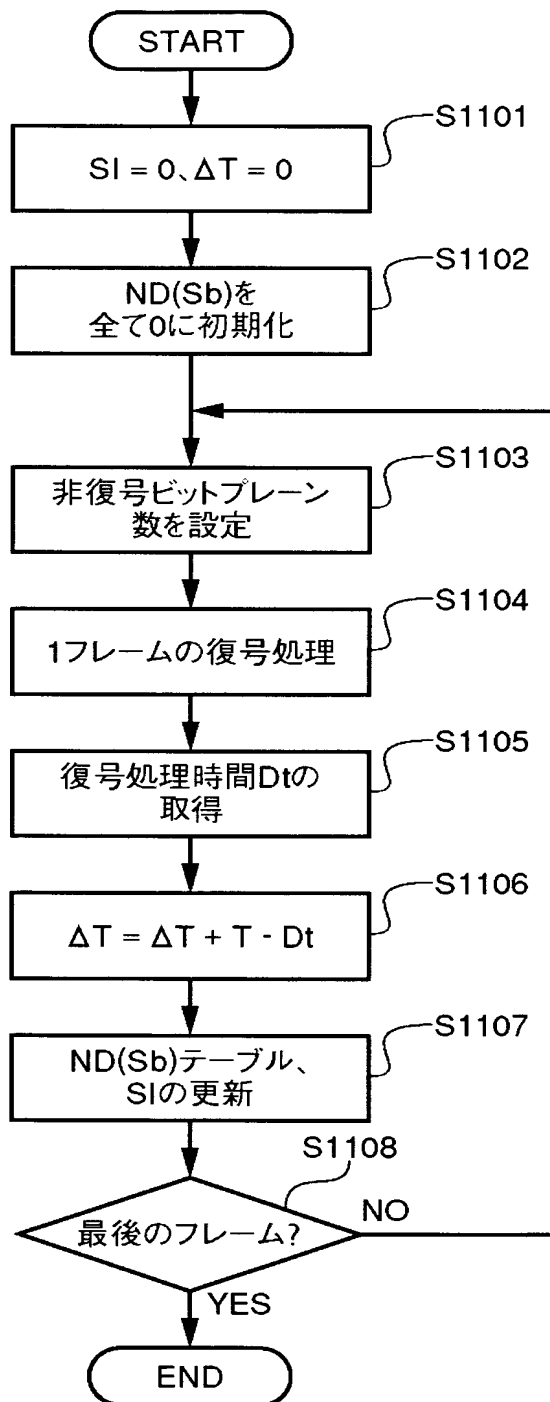 START
S1101
SI = 0、ΔT = 0
S1102
ND(Sb)を
全て0に初期化
S1103
非復号ビットプレーン
数を設定
S1104
1フレームの復号処理
S1105
復号処理時間Dtの
取得
S1106
ΔT = ΔT + T - Dt
S1107
ND(Sb)テーブル、
SIの更新
S1108
最後のフレーム?
NO
YES
END